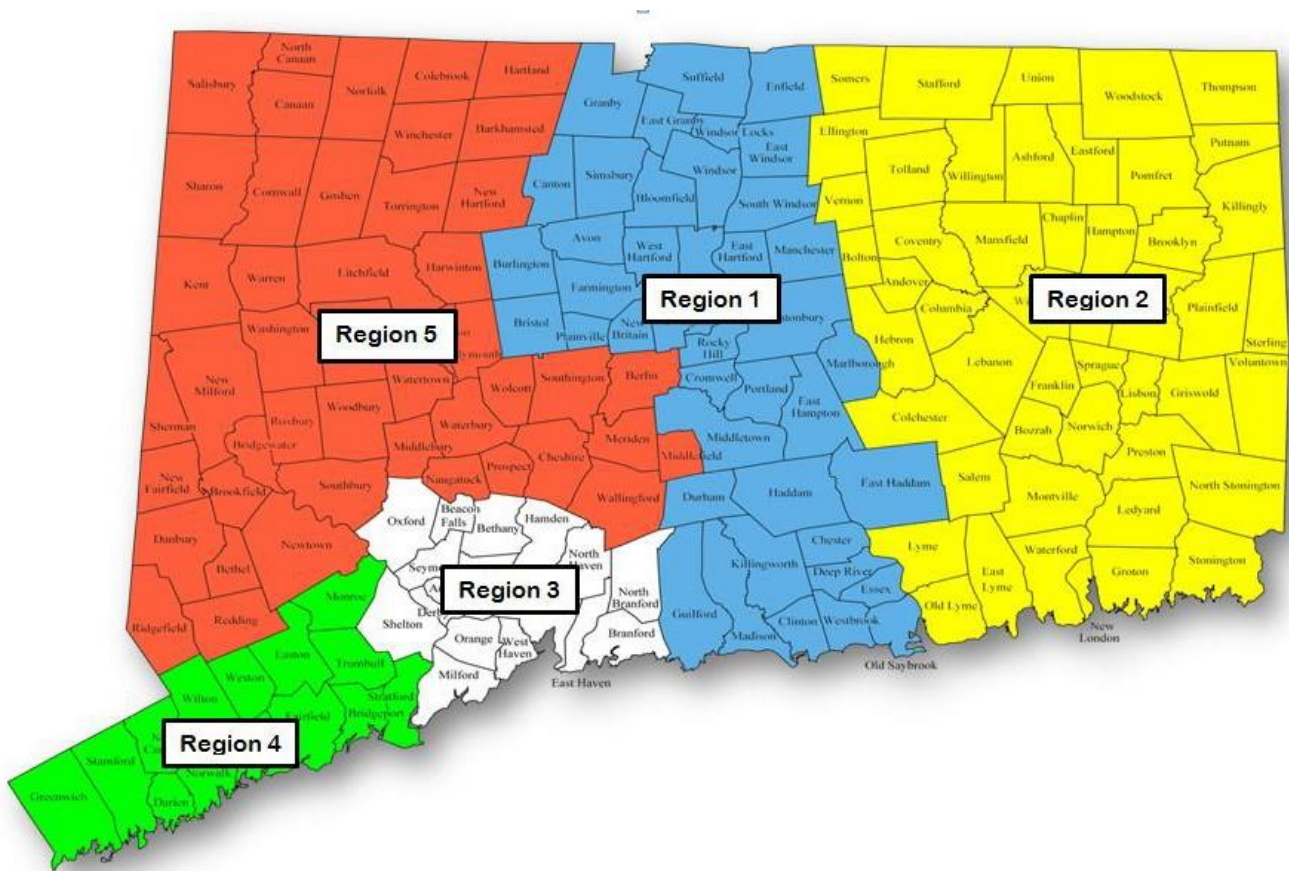 North
Canaan
Salisbury
Canaan
Norfolk
Colebrook
Hartland
Winchester
Barkhamsted
Sharon
Cornwall
Goshen
Torrington
New
Hartford
Kent
Warren
Litchfield
Harwinton
Washington
Region 5
New
Milford
Sherman
Roxbury
Bridgewater
Woodbury
Watertown
Wolcott
Southington
Berlin
Waterbury
Middlebury
Naugatuck
Prospect
Cheshire
Meriden
Middlefield
Wallingford
New
Fairfield
Brookfield
Southbury
Danbury
Bethel
Newtown
Ridgefield
Redding
Granby
Suffield
Enfield
East Granby
Windsor Locks
East
Windsor
Canton
Simsbury
Windsor
Bloomfield
South Windsor
Burlington
Avon
West
Hartford
East
Hartford
Manchester
Farmington
Region 1
Bristol
Plainville
New
Britain
Rocky
Hill
Marlborough
Cromwell
Portland
East
Hampton
Middletown
Durham
Haddam
East Haddam
Guilford
Killingworth
Chester
Deep River
Essex
Madison
Clinton
Westbrook
Old Saybrook
Somers
Stafford
Union
Woodstock
Thompson
Ellington
Tolland
Willington
Ashford
Eastford
Pomfret
Putnam
Killingly
Vernon
Coventry
Mansfield
Chaplin
Hampton
Brooklyn
Bolton
Andover
Columbia
Region 2
Plainfield
Sterling
Hebron
Lebanon
Franklin
Sprague
Lisbon
Griswold
Voluntown
Colchester
Bozrah
Norwich
Preston
Salem
Montville
Ledyard
North Stonington
Lyme
Old Lyme
East
Lyme
Waterford
Groton
Stonington
New
London
Oxford
Beacon
Falls
Bethany
Hamden
North
Haven
Region 3
Shelton
Orange
West
Haven
North
Branford
Branford
Milford
East Haven
Monroe
Easton
Trumbull
Weston
Wilton
Stratford
Bridgeport
Fairfield
Region 4
Stamford
Norwalk
Darien
Greenwich